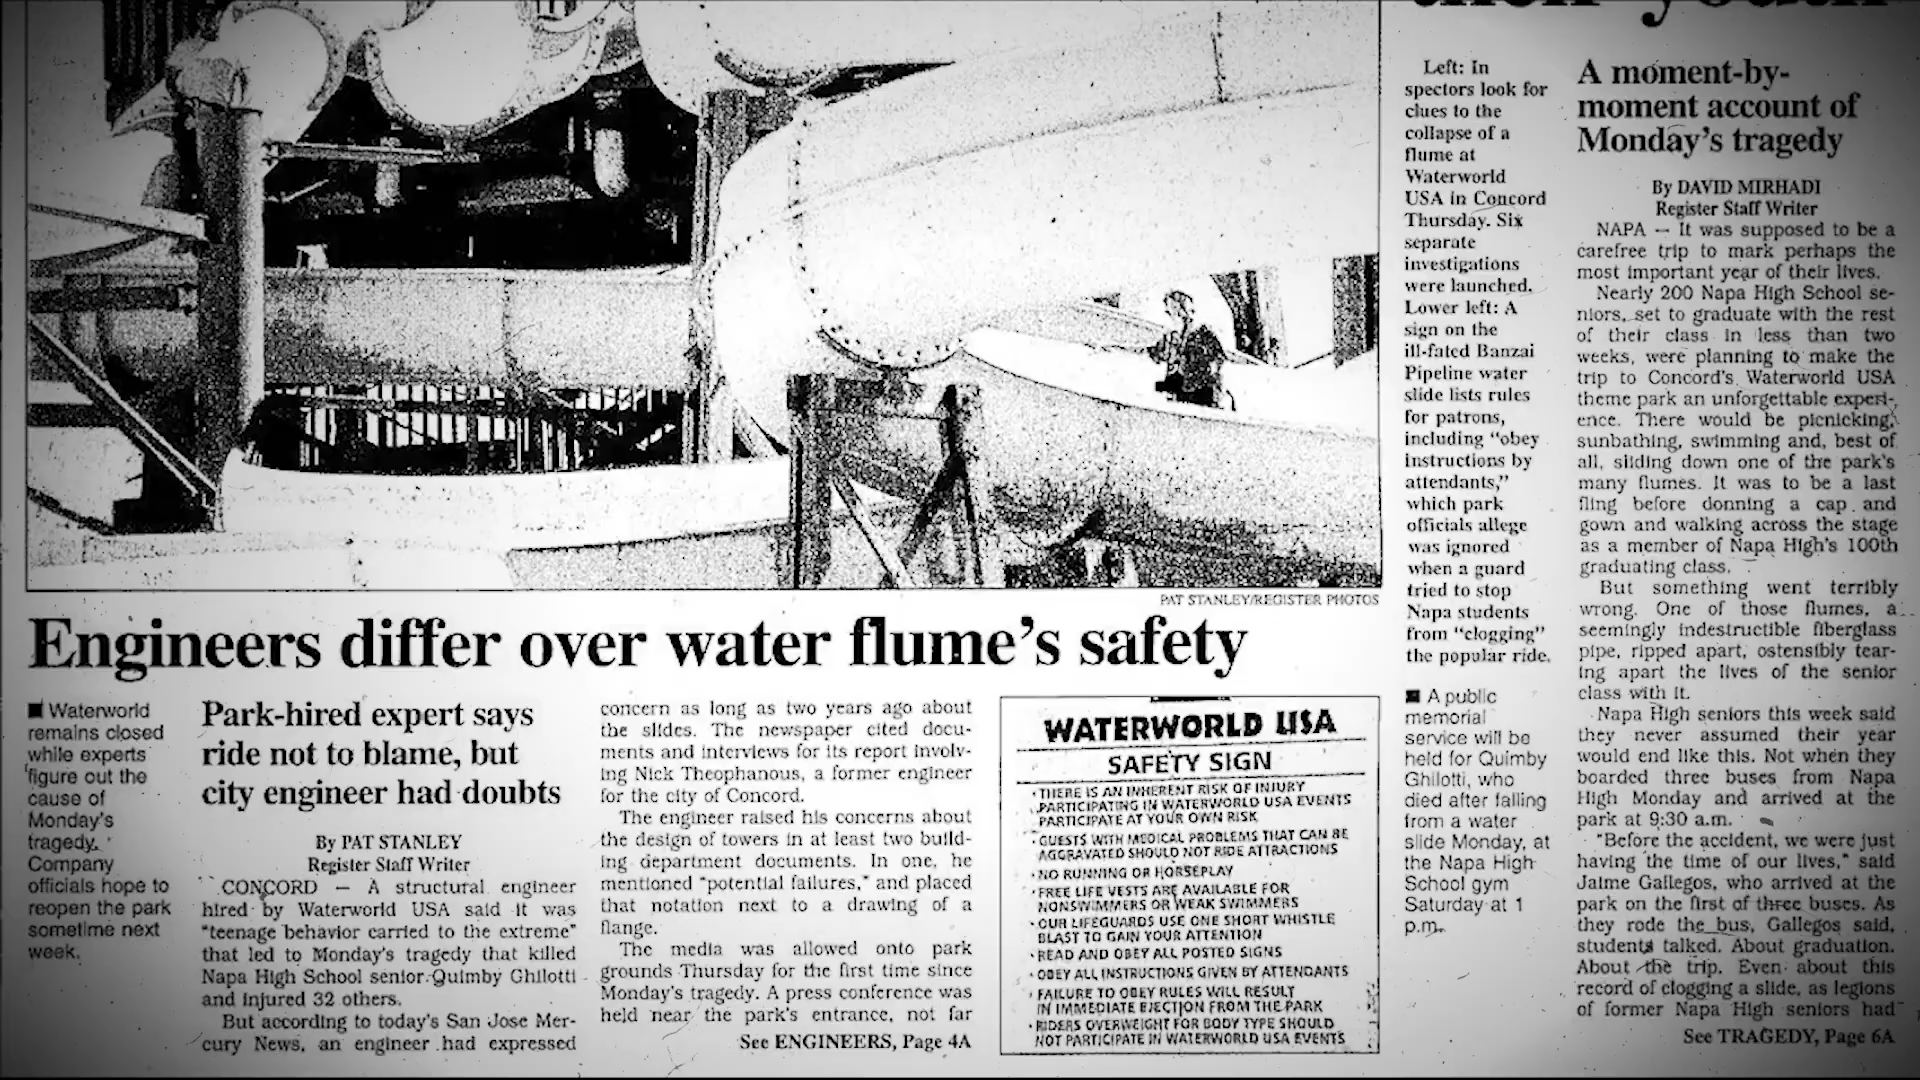 their youth
Left: In
spectors look for
clues to the
collapse of a
flume at
Waterworld
USA in Concord
Thursday. Six
separate
investigations
were launched.
Lower left: A
sign on the
ill-fated Banzai
Pipeline water
slide lists rules
for patrons,
including "obey
instructions by
attendants,"
which park
officials allege
was ignored
when a guard
tried to stop
Napa students
from "clogging"
the popular ride.
PAT STANLEY/REGISTER PHOTOS
Engineers differ over water flume's safety
■ Waterworld
remains closed
while experts
figure out the
cause of
Monday's
tragedy.
Company
officials hope to
reopen the park
sometime next
week.
Park-hired expert says
ride not to blame, but
city engineer had doubts
By PAT STANLEY
Register Staff Writer
CONCORD — A structural engineer
hired by Waterworld USA said it was
"teenage behavior carried to the extreme"
that led to Monday's tragedy that killed
Napa High School senior Quimby Ghilotti
and injured 32 others.
But according to today's San Jose Mer-
cury News, an engineer had expressed
concern as long as two years ago about
the slides. The newspaper cited docu-
ments and interviews for its report involv-
ing Nick Theophanous, a former engineer
for the city of Concord.
The engineer raised his concerns about
the design of towers in at least two build-
ing department documents. In one, he
mentioned "potential failures," and placed
that notation next to a drawing of a
flange.
The media was allowed onto park
grounds Thursday for the first time since
Monday's tragedy. A press conference was
held near the park's entrance, not far
See ENGINEERS, Page 4A
WATERWORLD USA
SAFETY SIGN
• THERE IS AN INHERENT RISK OF INJURY
PARTICIPATING IN WATERWORLD USA EVENTS
PARTICIPATE AT YOUR OWN RISK
• GUESTS WITH MEDICAL PROBLEMS THAT CAN BE
AGGRAVATED SHOULD NOT RIDE ATTRACTIONS
• NO RUNNING OR HORSEPLAY
• FREE LIFE VESTS ARE AVAILABLE FOR
NONSWIMMERS OR WEAK SWIMMERS
• OUR LIFEGUARDS USE ONE SHORT WHISTLE
BLAST TO GAIN YOUR ATTENTION
• READ AND OBEY ALL POSTED SIGNS
• OBEY ALL INSTRUCTIONS GIVEN BY ATTENDANTS
• FAILURE TO OBEY RULES WILL RESULT
IN IMMEDIATE EJECTION FROM THE PARK
• RIDERS OVERWEIGHT FOR BODY TYPE SHOULD
NOT PARTICIPATE IN WATERWORLD USA EVENTS
■ A public
memorial
service will be
held for Quimby
Ghilotti, who
died after falling
from a water
slide Monday, at
the Napa High
School gym
Saturday at 1
p.m.
A moment-by-
moment account of
Monday's tragedy
By DAVID MIRHADI
Register Staff Writer
NAPA — It was supposed to be a
carefree trip to mark perhaps the
most important year of their lives.
Nearly 200 Napa High School se-
niors, set to graduate with the rest
of their class in less than two
weeks, were planning to make the
trip to Concord's Waterworld USA
theme park an unforgettable experi-
ence. There would be picnicking,
sunbathing, swimming and, best of
all, sliding down one of the park's
many flumes. It was to be a last
fling before donning a cap and
gown and walking across the stage
as a member of Napa High's 100th
graduating class.
But something went terribly
wrong. One of those flumes, a
seemingly indestructible fiberglass
pipe, ripped apart, ostensibly tear-
ing apart the lives of the senior
class with it.
Napa High seniors this week said
they never assumed their year
would end like this. Not when they
boarded three buses from Napa
High Monday and arrived at the
park at 9:30 a.m.
"Before the accident, we were just
having the time of our lives," said
Jaime Gallegos, who arrived at the
park on the first of three buses. As
they rode the bus, Gallegos said,
students talked. About graduation.
About the trip. Even about this
record of clogging a slide, as legions
of former Napa High seniors had
See TRAGEDY, Page 6A